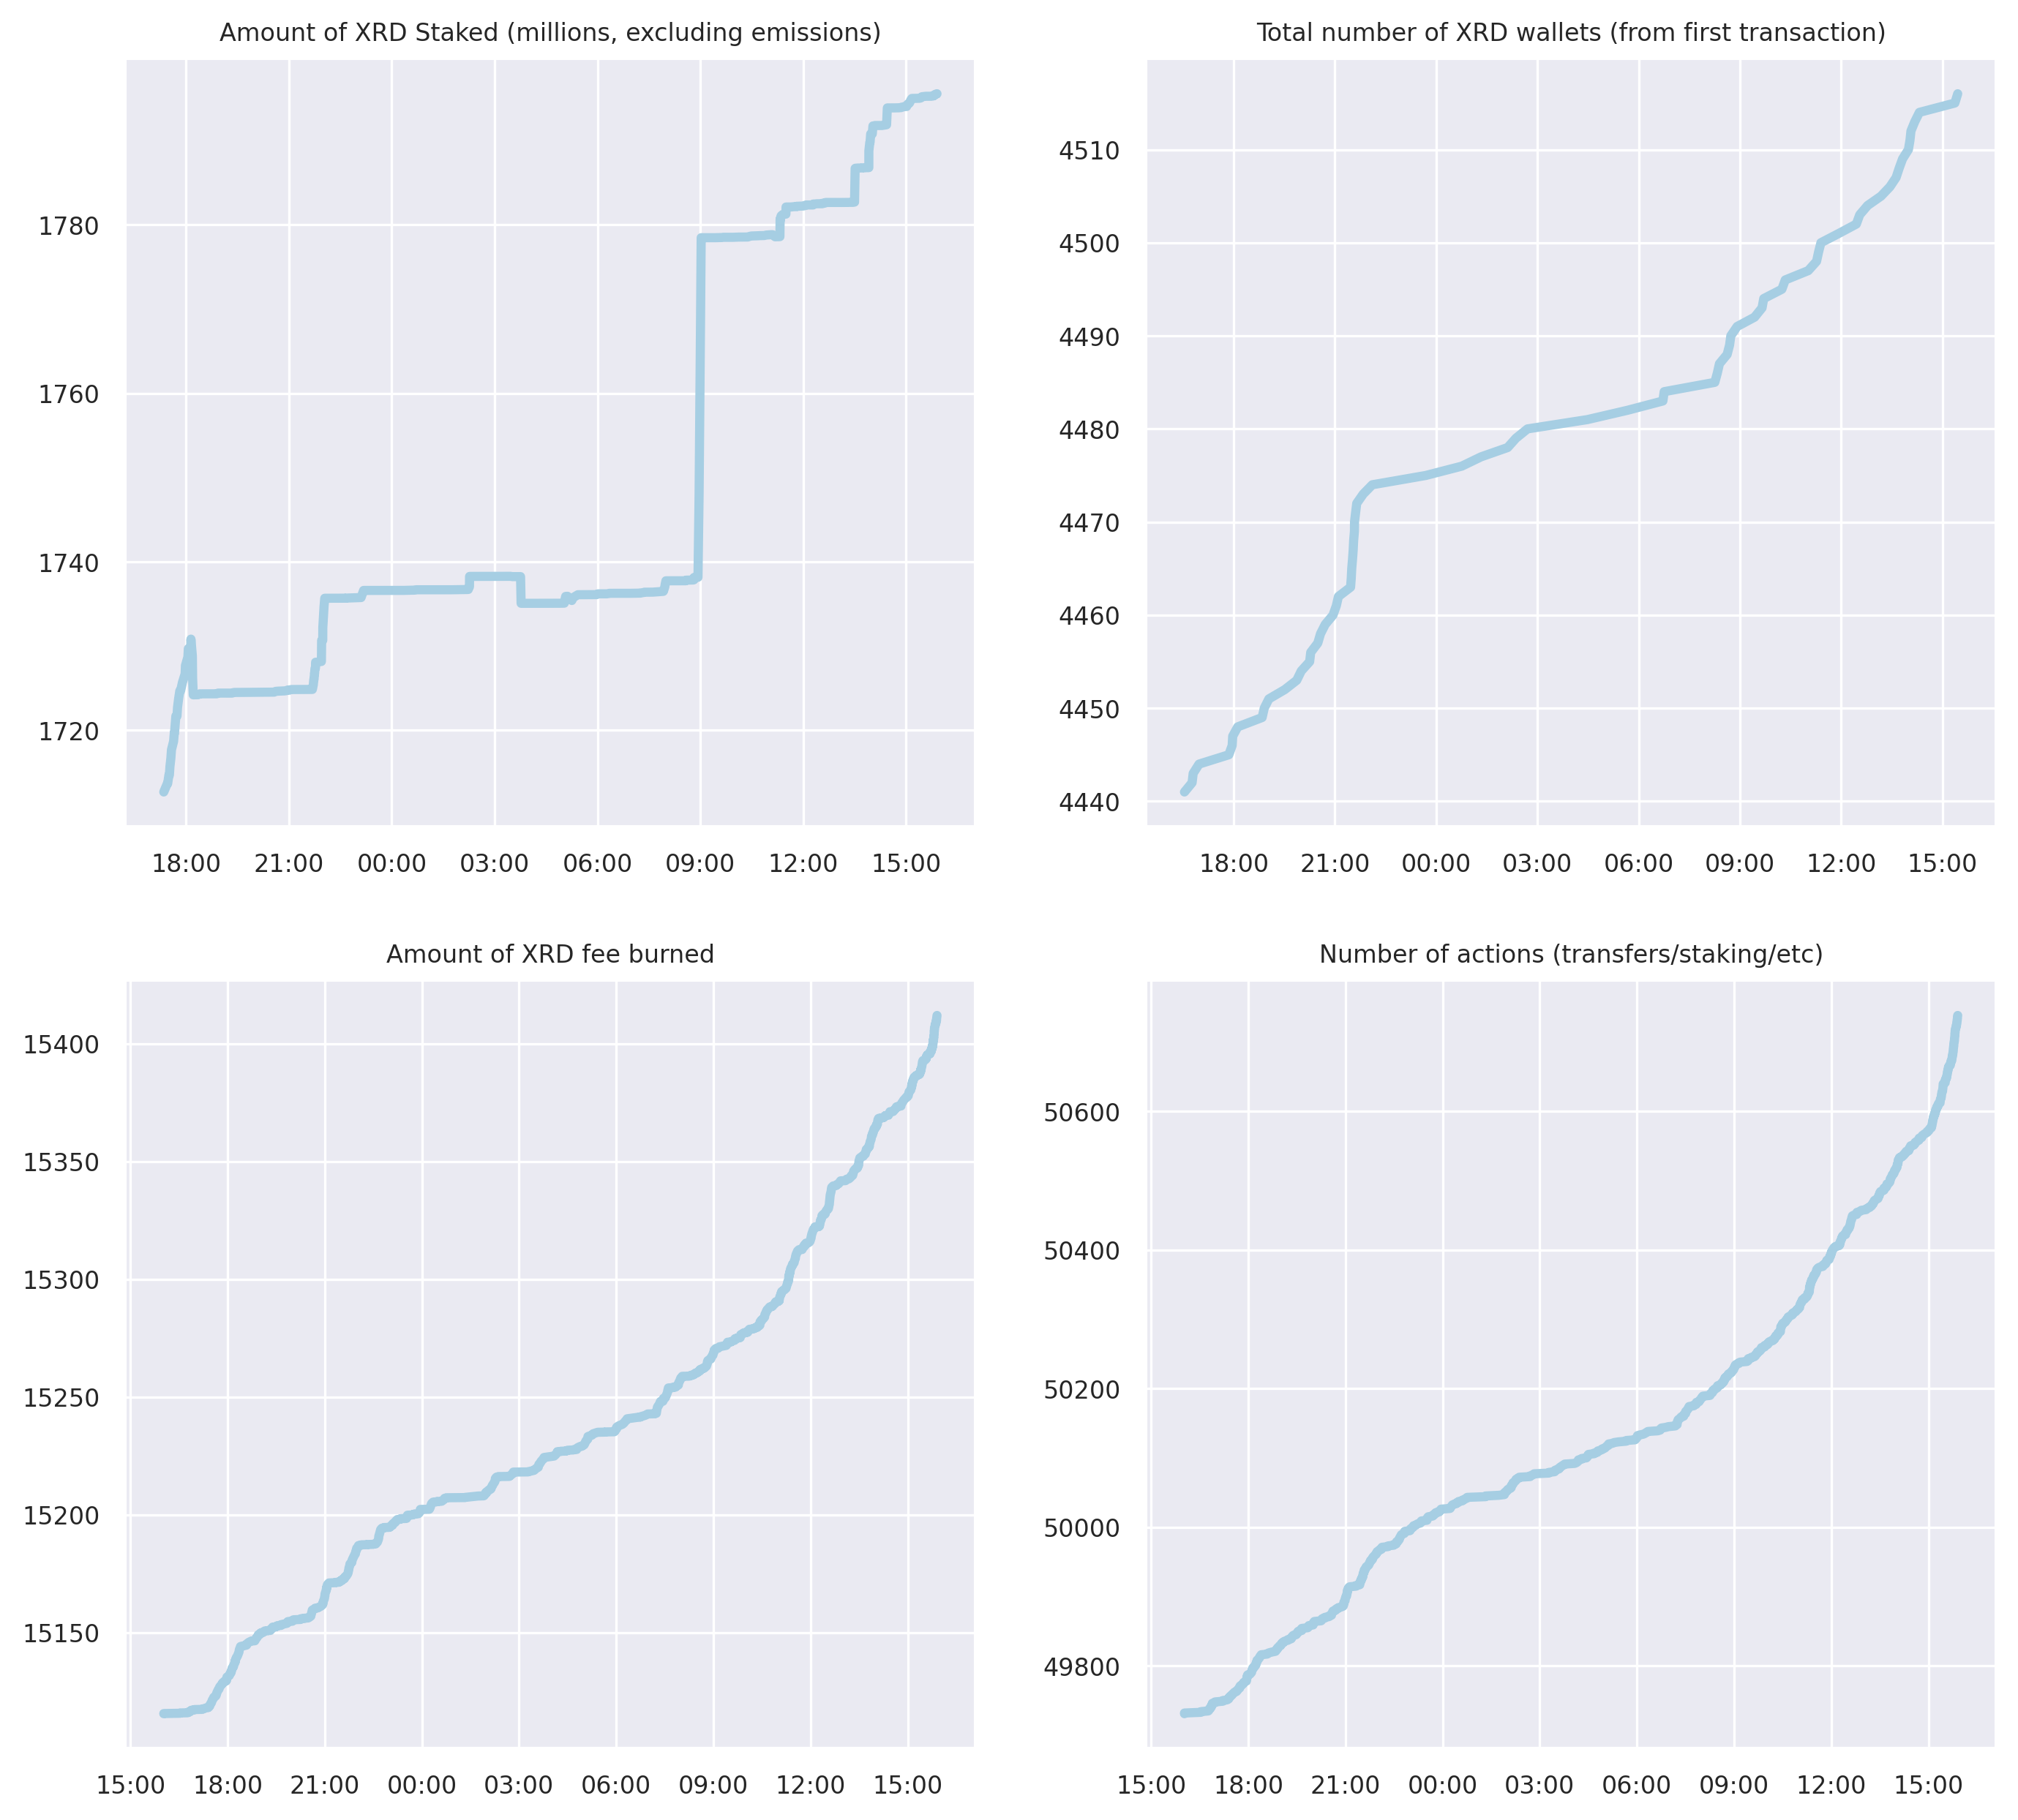 Amount of XRD Staked (millions, excluding emissions)
1780
1760
1740
1720
18:00 21:00 00:00 03:00 06:00 09:00 12:00 15:00
Total number of XRD wallets (from first transaction)
4510
4500
4490
4480
4470
4460
4450
4440
18:00 21:00 00:00 03:00 06:00 09:00 12:00 15:00
Amount of XRD fee burned
15400
15350
15300
15250
15200
15150
15:00 18:00 21:00 00:00 03:00 06:00 09:00 12:00 15:00
Number of actions (transfers/staking/etc)
50600
50400
50200
50000
49800
15:00 18:00 21:00 00:00 03:00 06:00 09:00 12:00 15:00